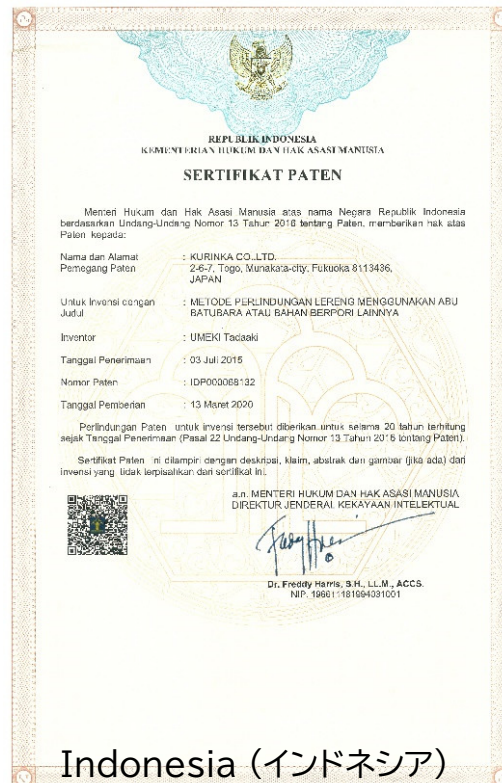 REPUBLIK INDONESIA
KEMENTERIAN HUKUM DAN HAK ASASI MANUSIA
SERTIFIKAT PATEN
Menteri Hukum dan Hak Asasi Manusia atas nama Negara Republik Indonesia
berdasarkan Undang-Undang Nomor 13 Tahun 2016 tentang Paten, memberikan hak atas
Paten kepada:
Nama dan Alamat : KURINKA CO.,LTD.
Pemegang Paten 2-6-7, Togo, Munakata-city, Fukuoka 8113436,
JAPAN
Untuk Invensi dengan : METODE PERLINDUNGAN LERENG MENGGUNAKAN ABU
Judul BATUBARA ATAU BAHAN BERPORI LAINNYA
Inventor : UMEKI Tadaaki
Tanggal Penerimaan : 03 Juli 2015
Nomor Paten : IDP000068132
Tanggal Pemberian : 13 Maret 2020
Perlindungan Paten untuk invensi tersebut diberikan untuk selama 20 tahun terhitung
sejak Tanggal Penerimaan (Pasal 22 Undang-Undang Nomor 13 Tahun 2016 tentang Paten).
Sertifikat Paten ini dilampiri dengan deskripsi, klaim, abstrak dan gambar (jika ada) dari
invensi yang tidak terpisahkan dari sertifikat ini.
a.n. MENTERI HUKUM DAN HAK ASASI MANUSIA
DIREKTUR JENDERAL KEKAYAAN INTELEKTUAL
Dr. Freddy Harris, S.H., LL.M., ACCS.
NIP. 196611181994031001
Indonesia (インドネシア)